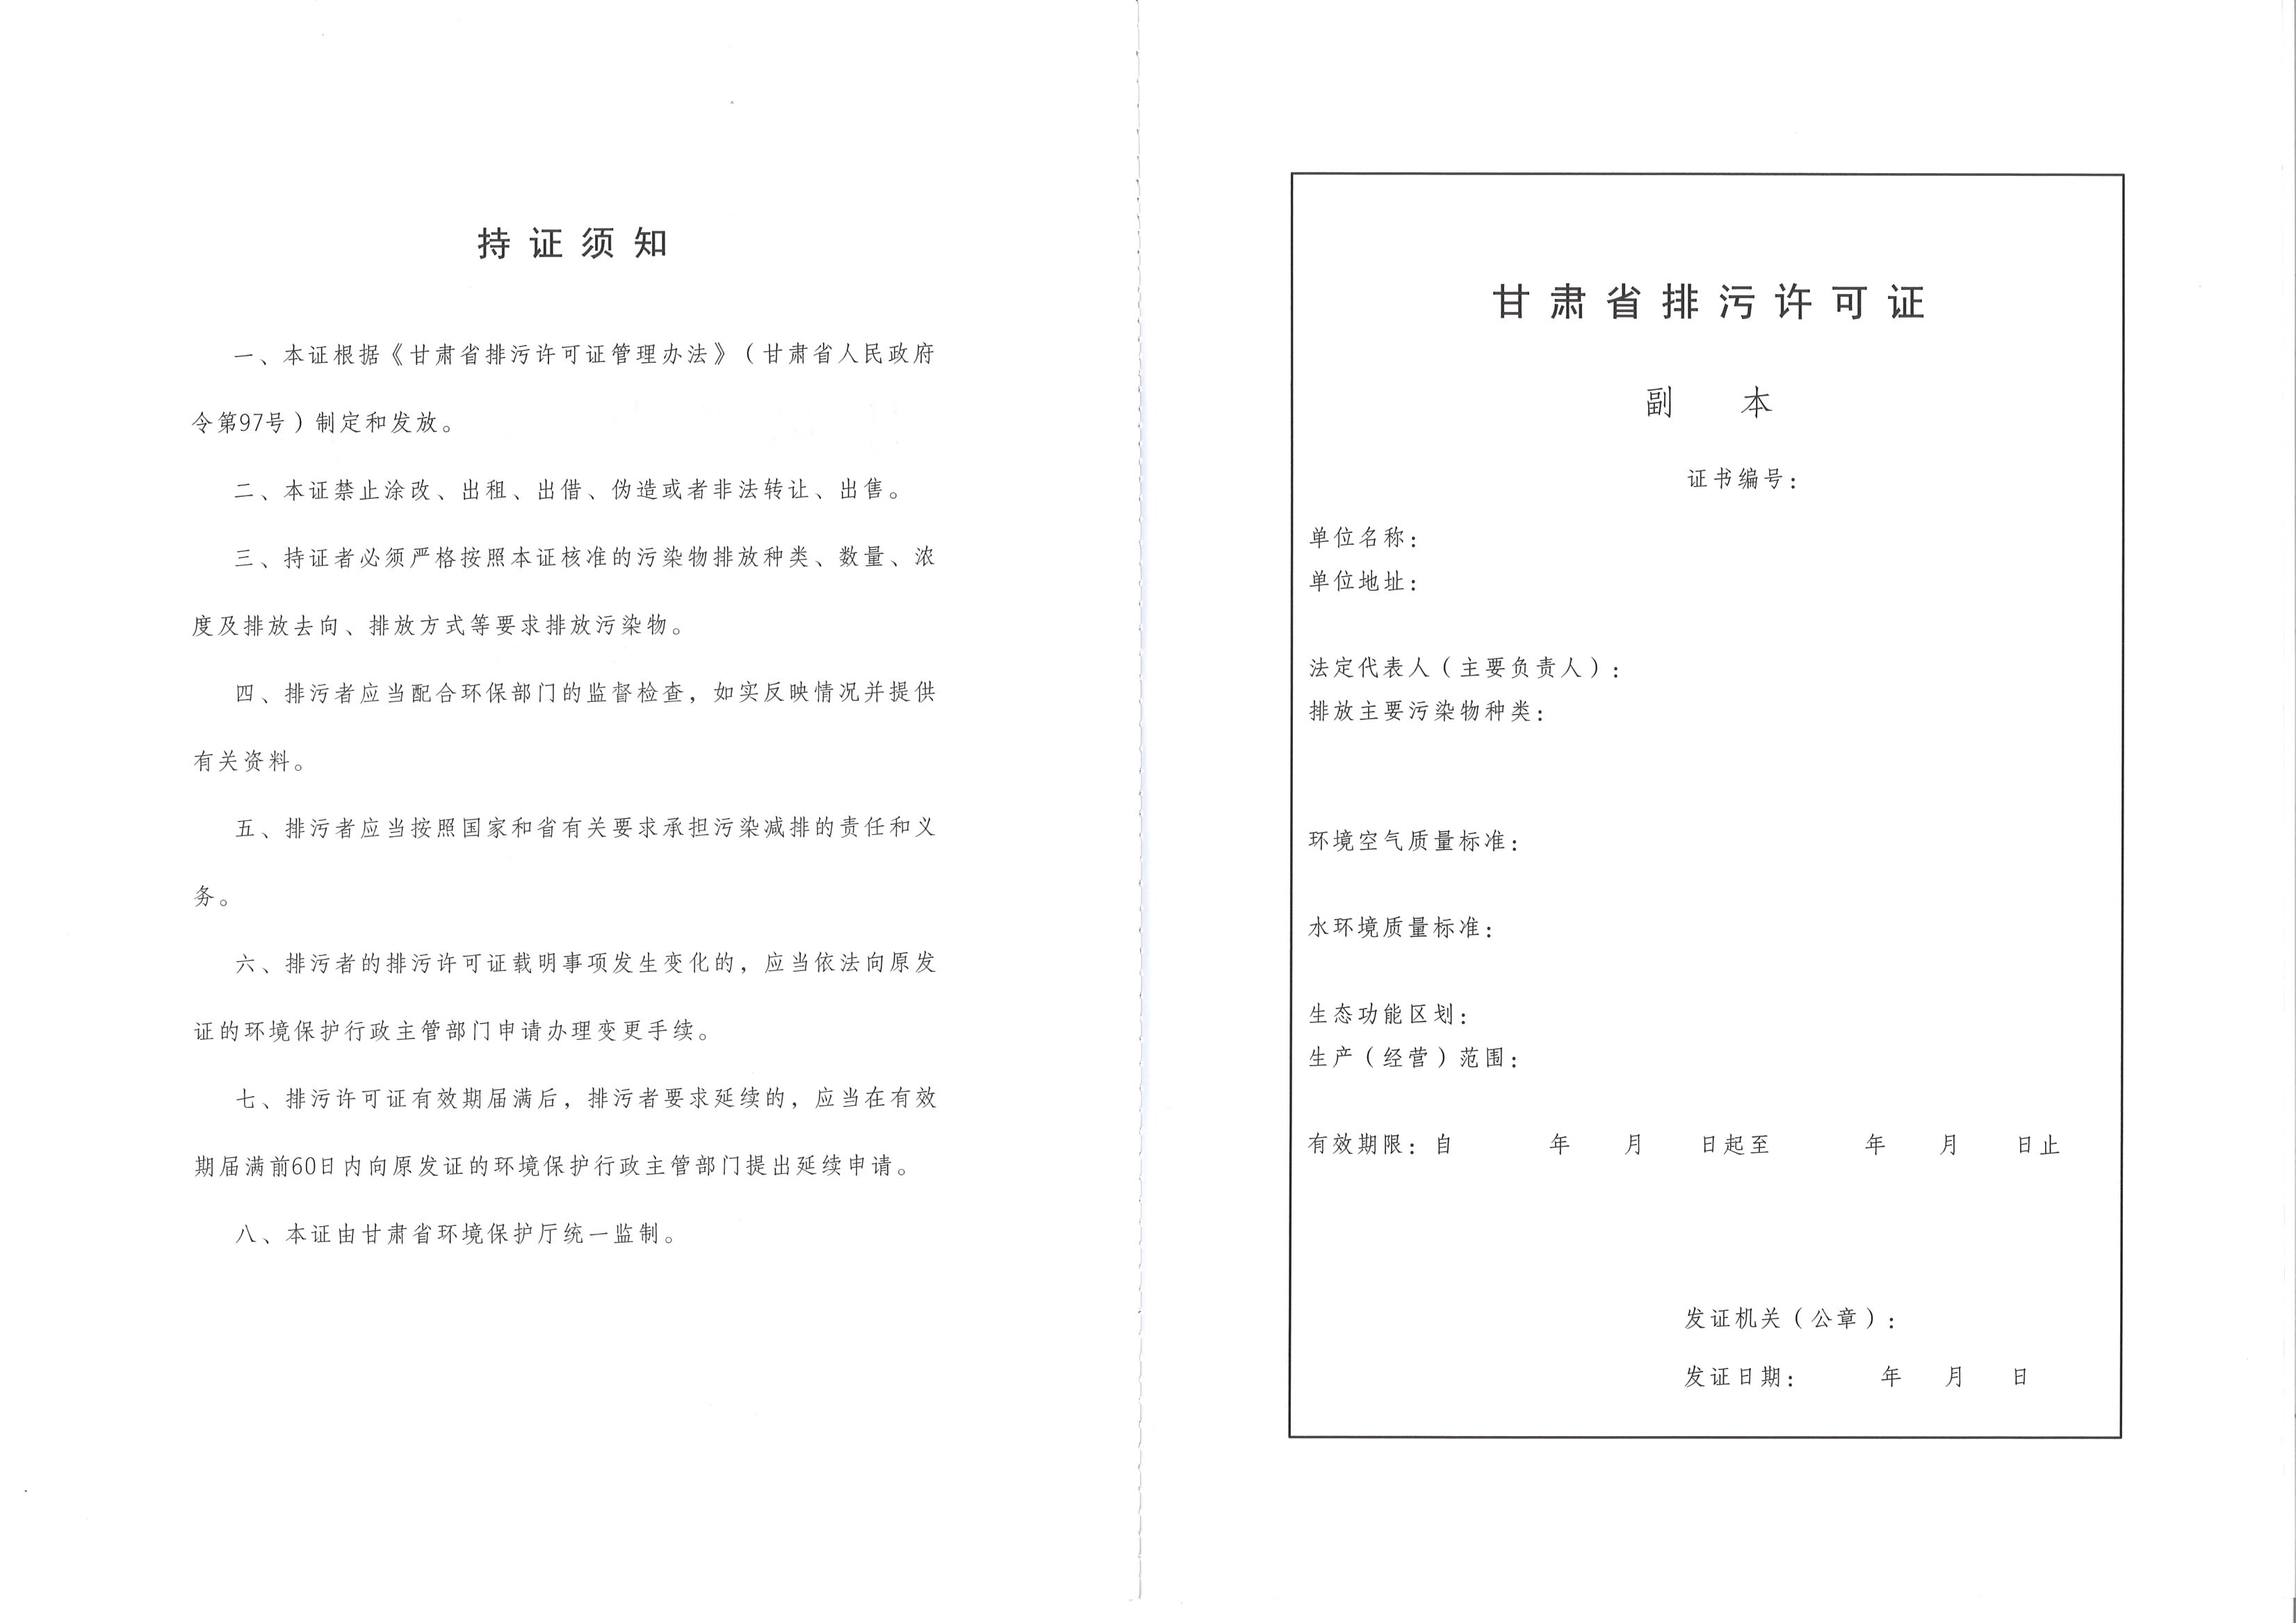 持证须知
一、本证根据《甘肃省排污许可证管理办法》（甘肃省人民政府
令第97号）制定和发放。
二、本证禁止涂改、出租、出借、伪造或者非法转让、出售。
三、持证者必须严格按照本证核准的污染物排放种类、数量、浓
度及排放去向、排放方式等要求排放污染物。
四、排污者应当配合环保部门的监督检查，如实反映情况并提供
有关资料。
五、排污者应当按照国家和省有关要求承担污染减排的责任和义
务。
六、排污者的排污许可证载明事项发生变化的，应当依法向原发
证的环境保护行政主管部门申请办理变更手续。
七、排污许可证有效期届满后，排污者要求延续的，应当在有效
期届满前60日内向原发证的环境保护行政主管部门提出延续申请。
八、本证由甘肃省环境保护厅统一监制。
甘肃省排污许可证
副 本
证书编号：
单位名称：
单位地址：
法定代表人（主要负责人）：
排放主要污染物种类：
环境空气质量标准：
水环境质量标准：
生态功能区划：
生产（经营）范围：
有效期限：自 年 月 日起至 年 月 日止
发证机关（公章）：
发证日期： 年 月 日